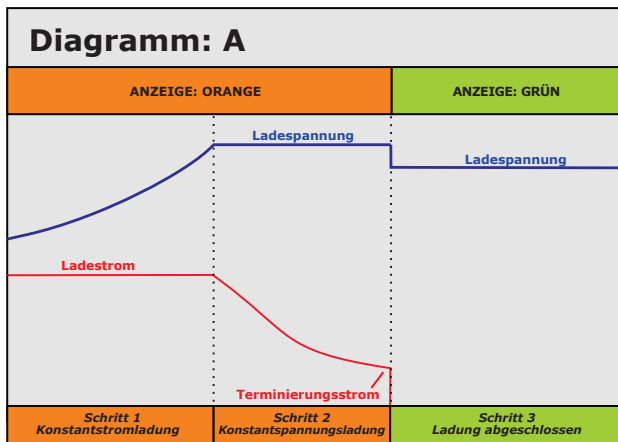 Diagramm: A
ANZEIGE: ORANGE
ANZEIGE: GRÜN
Ladespannung
Ladespannung
Ladestrom
Terminierungsstrom
Schritt 1
Konstantstromladung
Schritt 2
Konstantspannungsladung
Schritt 3
Ladung abgeschlossen